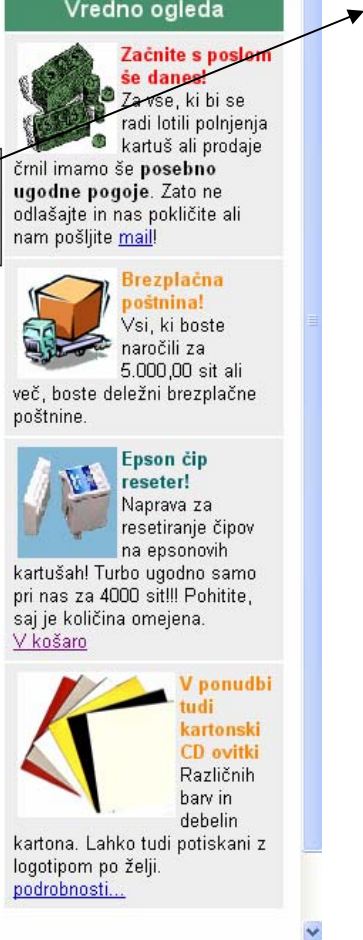 Vredno ogleda
Začnite s poslom
še danes!
Za vse, ki bi se
radi lotili polnjenja
kartuš ali prodaje
črnil imamo še posebno
ugodne pogoje. Zato ne
odlašajte in nas pokličite ali
nam pošljite mail!
Brezplačna
poštnina!
Vsi, ki boste
naročili za
5.000,00 sit ali
več, boste deležni brezplačne
poštnine.
Epson čip
reseter!
Naprava za
resetiranje čipov
na epsonovih
kartušah! Turbo ugodno samo
pri nas za 4000 sit!!! Pohitite,
saj je količina omejena.
V košaro
V ponudbi
tudi
kartonski
CD ovitki
Različnih
barv in
debelin
kartona. Lahko tudi potiskani z
logotipom po želji.
podrobnosti...